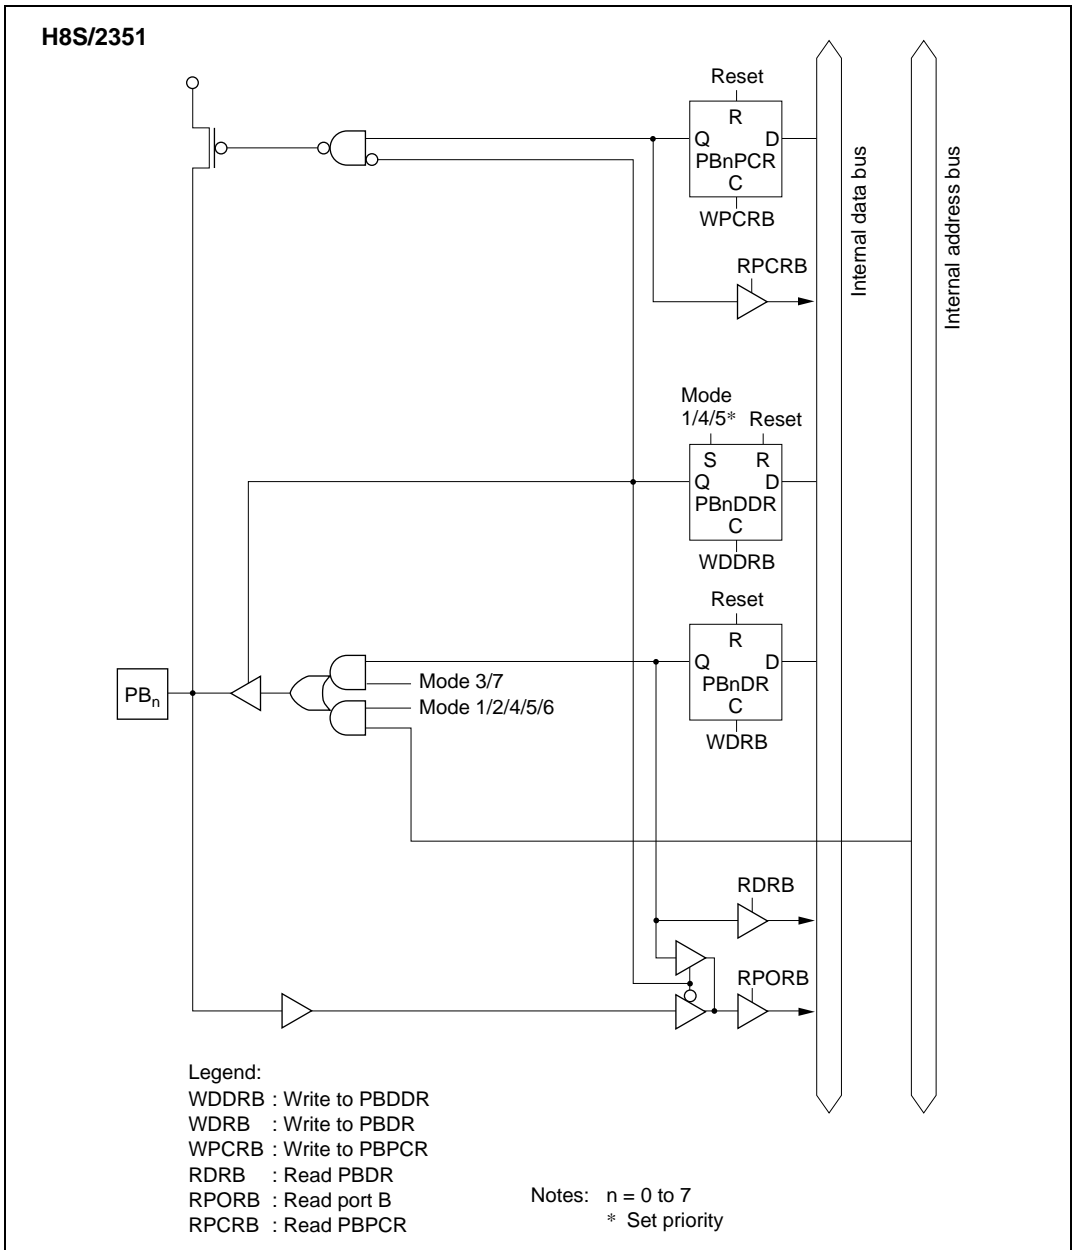 H8S/2351
Reset
R
Q D
PBnPCR
C
WPCRB
RPCRB
Internal data bus
Internal address bus
Mode
1/4/5* Reset
S R
Q D
PBnDDR
C
WDDRB
Reset
R
Q D
PBnDR
C
WDRB
PBn
Mode 3/7
Mode 1/2/4/5/6
RDRB
RPORB
Legend:
WDDRB : Write to PBDDR
WDRB : Write to PBDR
WPCRB : Write to PBPCR
RDRB : Read PBDR
RPORB : Read port B
RPCRB : Read PBPCR
Notes: n = 0 to 7
* Set priority